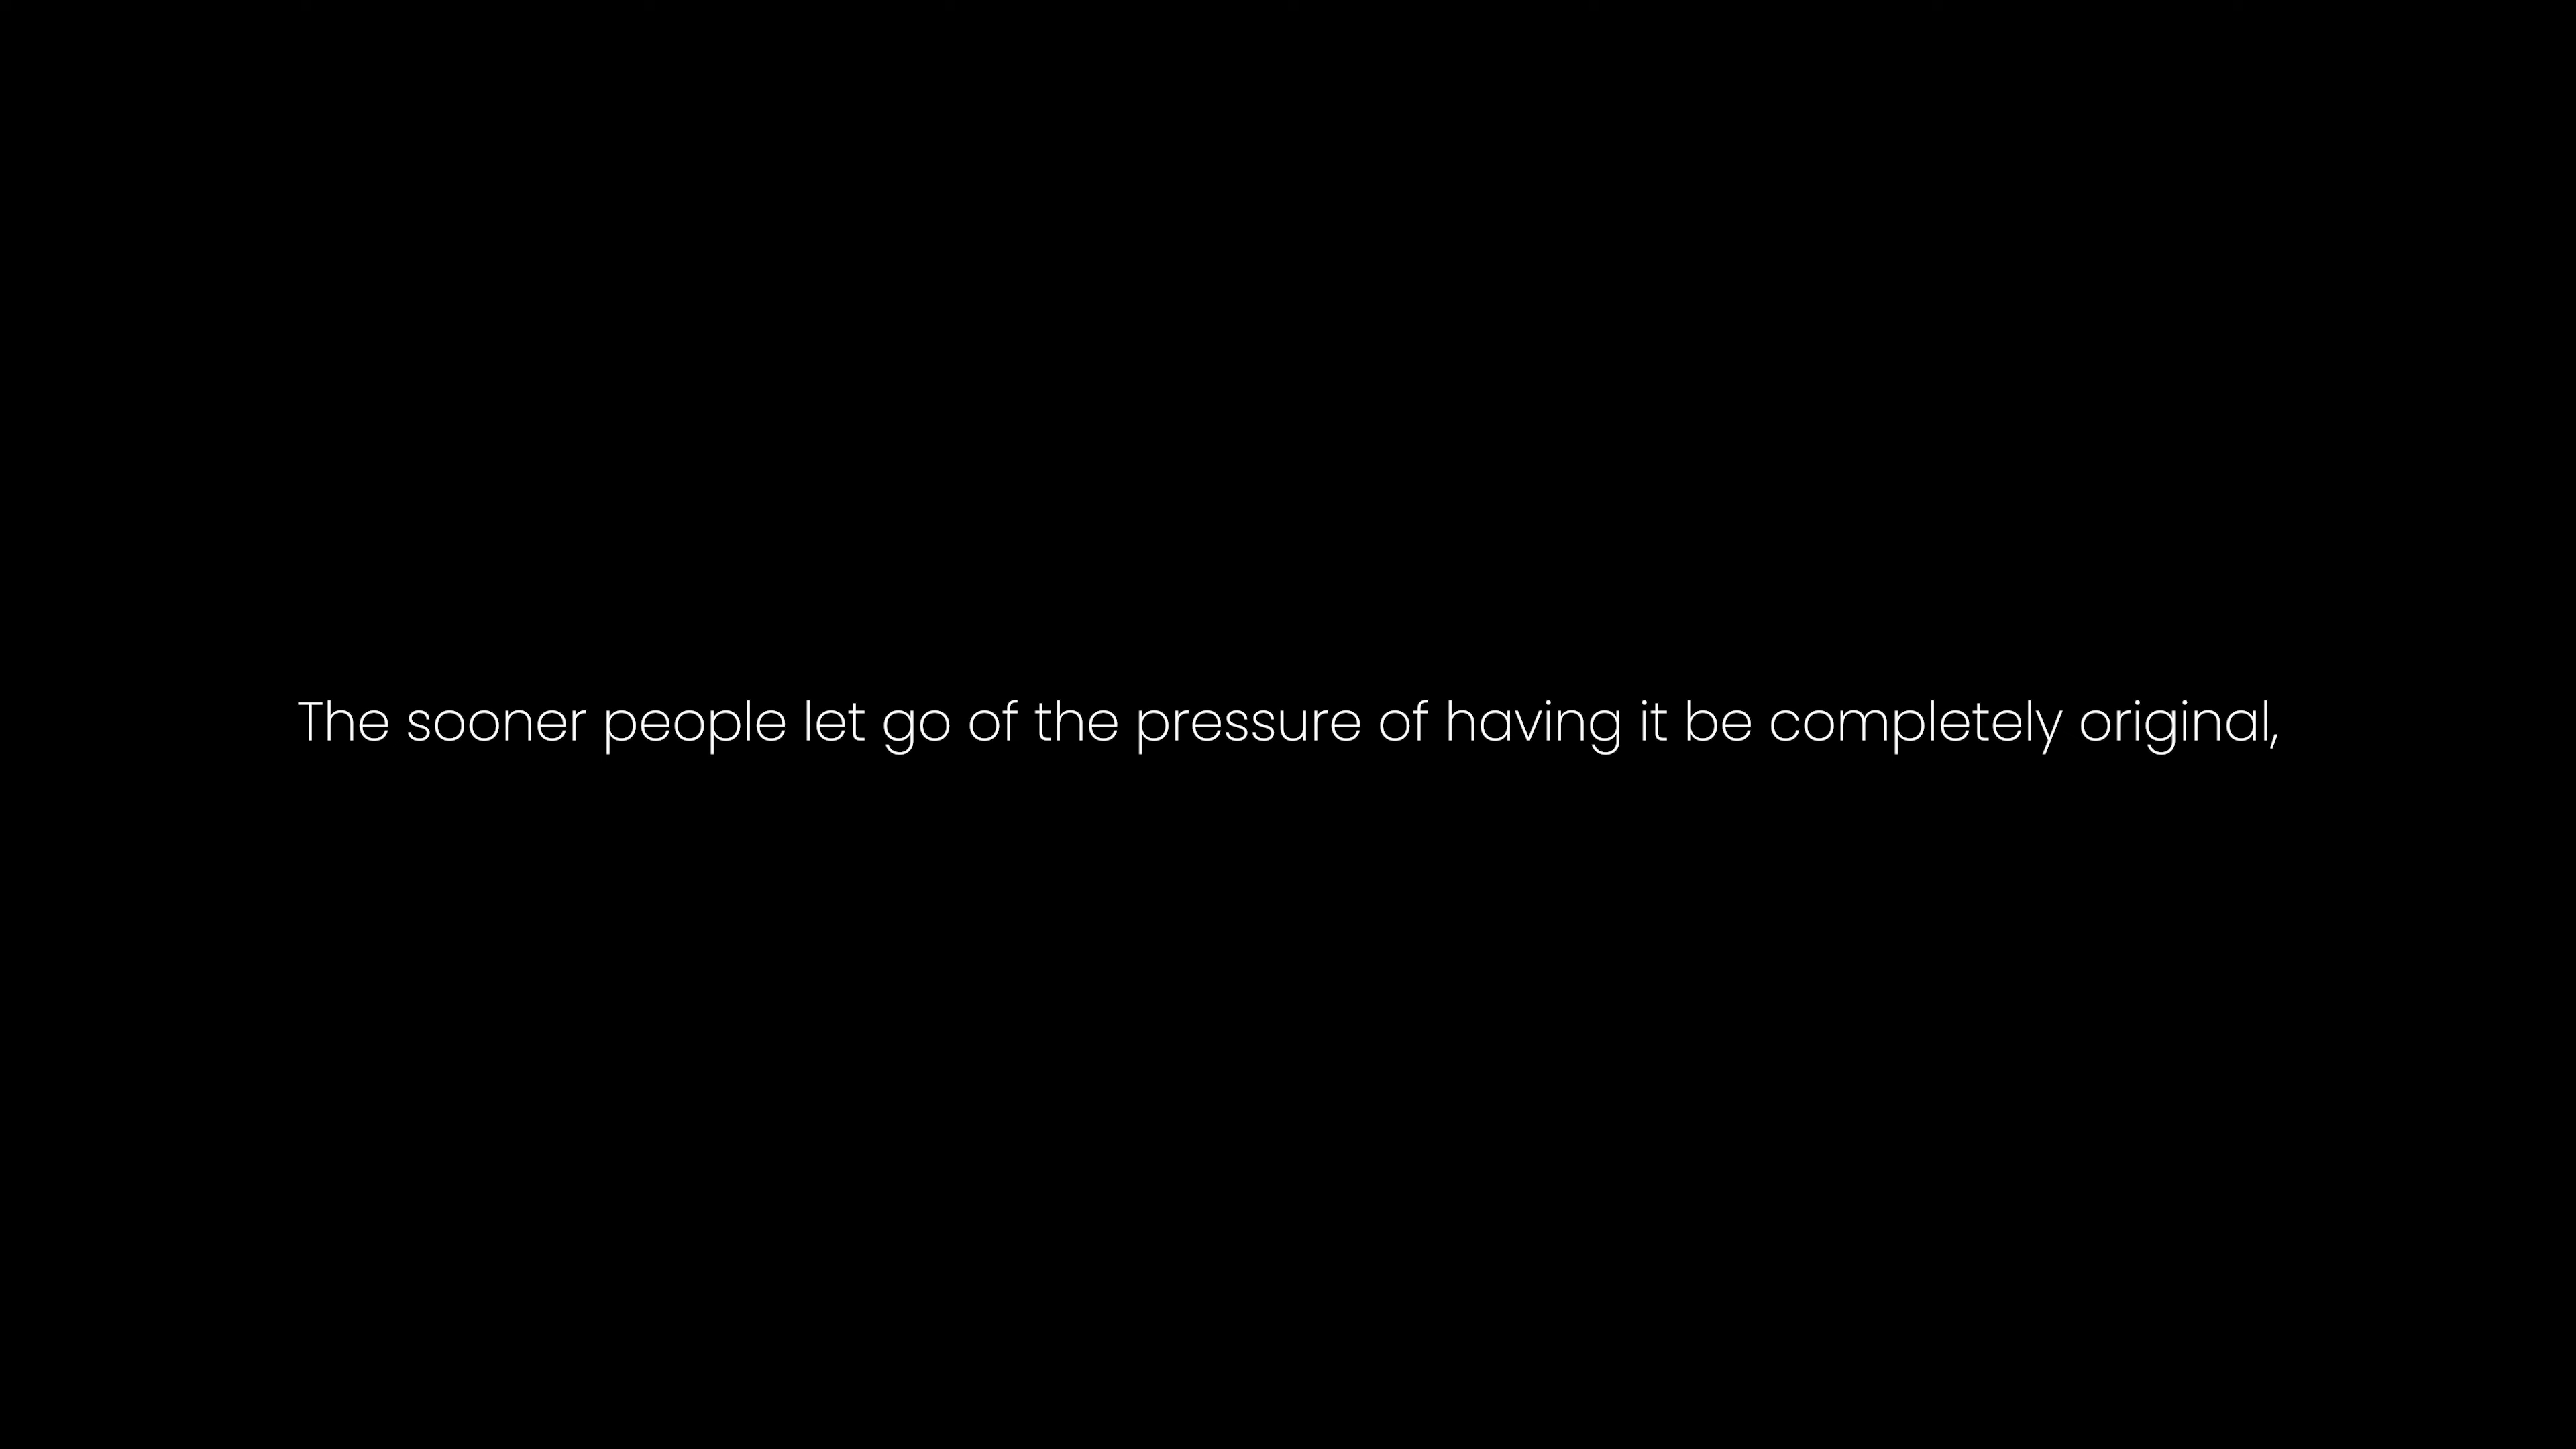 The sooner people let go of the pressure of having it be completely original,